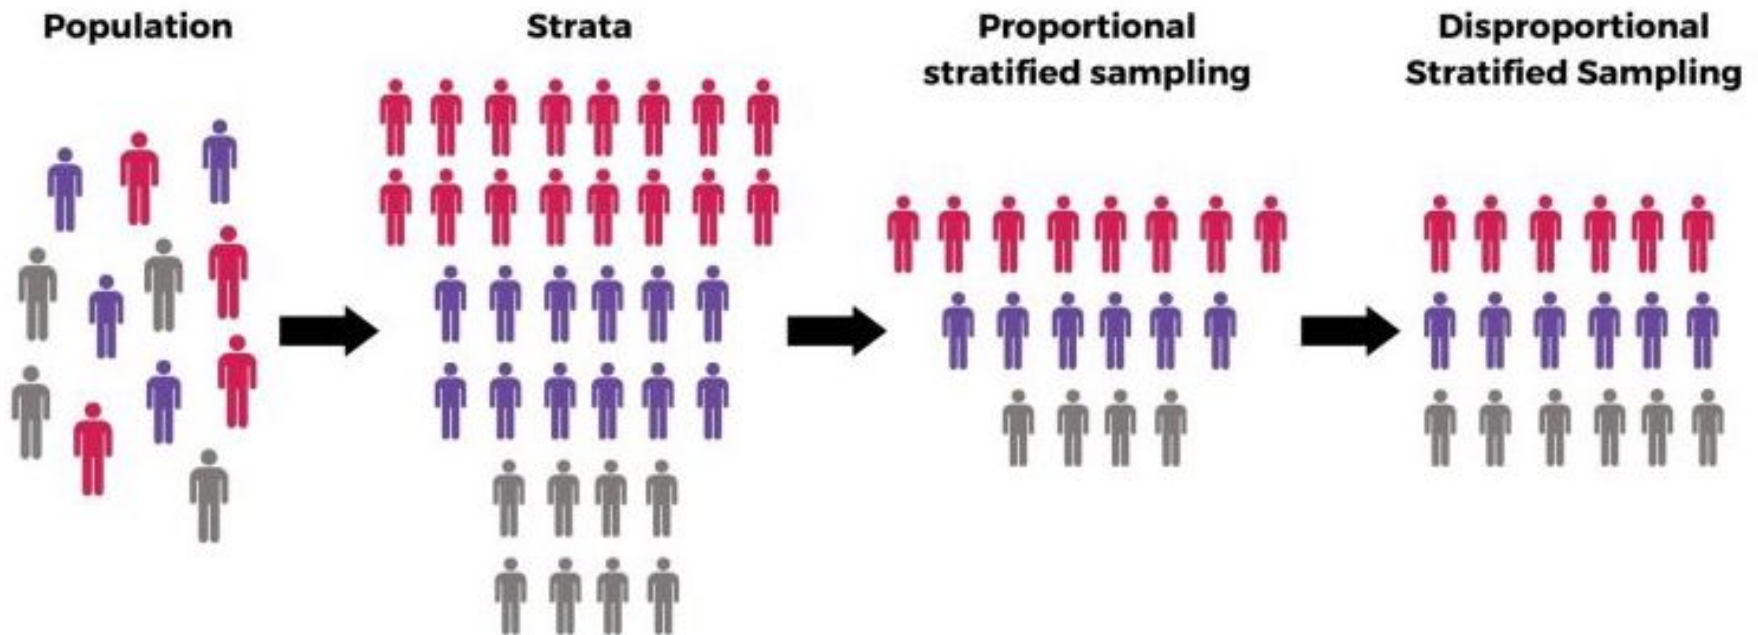 Population
Strata
Proportional
stratified sampling
Disproportional
Stratified Sampling